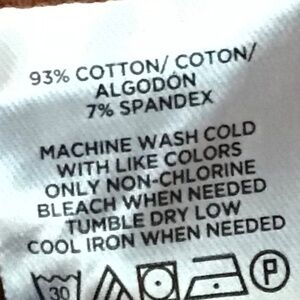 93% COTTON/ COTON/
ALGODÓN
7% SPANDEX
MACHINE WASH COLD
WITH LIKE COLORS
ONLY NON-CHLORINE
BLEACH WHEN NEEDED
TUMBLE DRY LOW
COOL IRON WHEN NEEDED
30 P